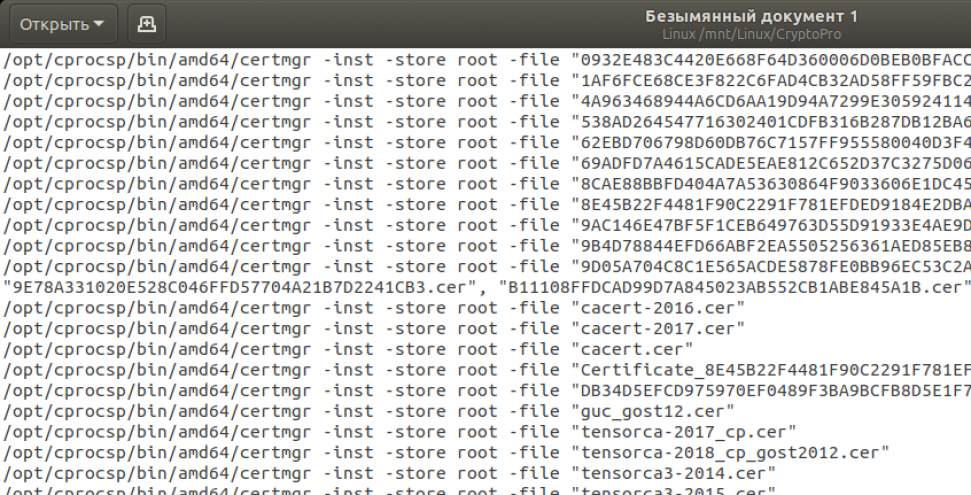 Открыть
Безымянный документ 1
Linux /mnt/Linux/CryptoPro
/opt/cprocsp/bin/amd64/certmgr -inst -store root -file "0932E483C4420E668F64D360006D0BEB0BFACC
/opt/cprocsp/bin/amd64/certmgr -inst -store root -file "1AF6FCE68CE3F822C6FAD4CB32AD58FF59FBC2
/opt/cprocsp/bin/amd64/certmgr -inst -store root -file "4A963468944A6CD6AA19D94A7299E305924114
/opt/cprocsp/bin/amd64/certmgr -inst -store root -file "538AD264547716302401CDFB316B287DB12BA6
/opt/cprocsp/bin/amd64/certmgr -inst -store root -file "62EBD706798D60DB76C7157FF955580040D3F4
/opt/cprocsp/bin/amd64/certmgr -inst -store root -file "69ADFD7A4615CADE5EAE812C652D37C3275D06
/opt/cprocsp/bin/amd64/certmgr -inst -store root -file "8CAE88BBFD404A7A53630864F9033606E1DC45
/opt/cprocsp/bin/amd64/certmgr -inst -store root -file "8E45B22F4481F90C2291F781EFDED9184E2DBA
/opt/cprocsp/bin/amd64/certmgr -inst -store root -file "9AC146E47BF5F1CEB649763D55D91933E4AE9D
/opt/cprocsp/bin/amd64/certmgr -inst -store root -file "9B4D78844EFD66ABF2EA5505256361AED85EB8
/opt/cprocsp/bin/amd64/certmgr -inst -store root -file "9D05A704C8C1E565ACDE5878FE0BB96EC53C2A
"9E78A331020E528C046FFD57704A21B7D2241CB3.cer", "B11108FFDCAD99D7A845023AB552CB1ABE845A1B.cer"
/opt/cprocsp/bin/amd64/certmgr -inst -store root -file "cacert-2016.cer"
/opt/cprocsp/bin/amd64/certmgr -inst -store root -file "cacert-2017.cer"
/opt/cprocsp/bin/amd64/certmgr -inst -store root -file "cacert.cer"
/opt/cprocsp/bin/amd64/certmgr -inst -store root -file "Certificate_8E45B22F4481F90C2291F781EF
/opt/cprocsp/bin/amd64/certmgr -inst -store root -file "DB34D5EFCD975970EF0489F3BA9BCFB8D5E1F7
/opt/cprocsp/bin/amd64/certmgr -inst -store root -file "guc_gost12.cer"
/opt/cprocsp/bin/amd64/certmgr -inst -store root -file "tensorca-2017_cp.cer"
/opt/cprocsp/bin/amd64/certmgr -inst -store root -file "tensorca-2018_cp_gost2012.cer"
/opt/cprocsp/bin/amd64/certmgr -inst -store root -file "tensorca3-2014.cer"
/opt/cprocsp/bin/amd64/certmgr -inst -store root -file "tensorca3-2015.cer"